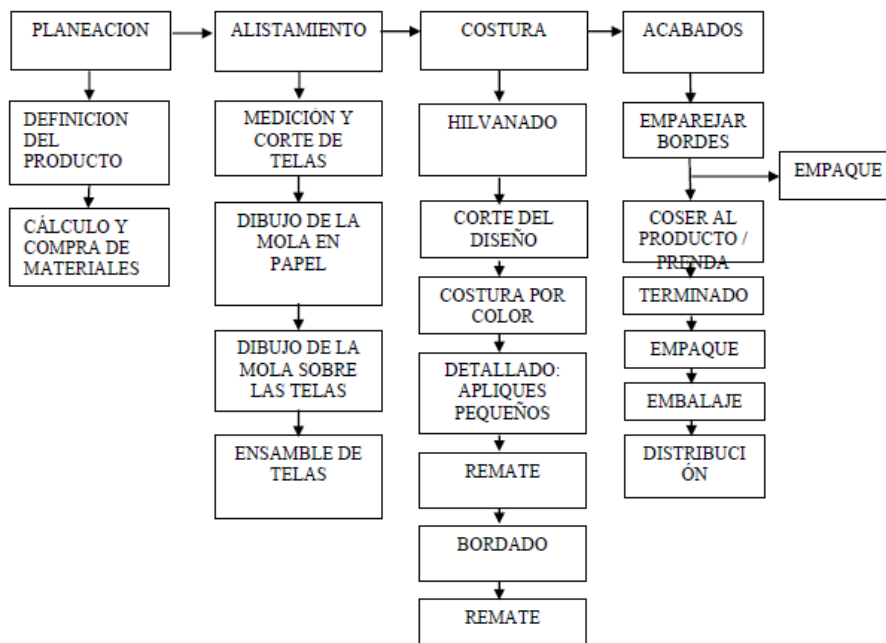 PLANEACION
ALISTAMIENTO
COSTURA
ACABADOS
DEFINICION
DEL
PRODUCTO
CÁLCULO Y
COMPRA DE
MATERIALES
MEDICIÓN Y
CORTE DE
TELAS
DIBUJO DE LA
MOLA EN
PAPEL
DIBUJO DE LA
MOLA SOBRE
LAS TELAS
ENSAMBLE DE
TELAS
HILVANADO
CORTE DEL
DISEÑO
COSTURA POR
COLOR
DETALLADO:
APLIQUES
PEQUEÑOS
REMATE
BORDADO
REMATE
EMPAREJAR
BORDES
EMPAQUE
COSER AL
PRODUCTO /
PRENDA
TERMINADO
EMPAQUE
EMBALAJE
DISTRIBUCI
ÓN